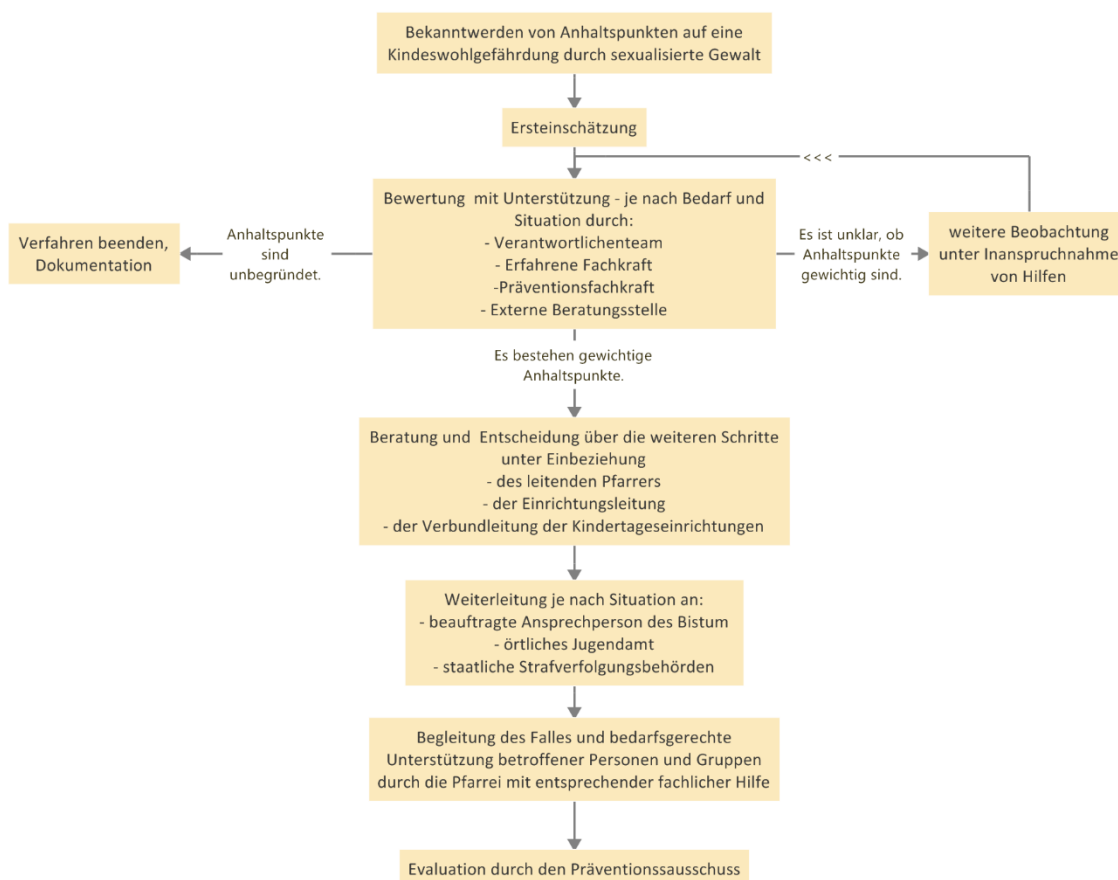 Bekanntwerden von Anhaltspunkten auf eine
Kindeswohlgefährdung durch sexualisierte Gewalt
Ersteinschätzung
<<<
Bewertung mit Unterstützung - je nach Bedarf und
Situation durch:
- Verantwortlichenteam
- Erfahrene Fachkraft
-Präventionsfachkraft
- Externe Beratungsstelle
Anhaltspunkte
sind
unbegründet.
Verfahren beenden,
Dokumentation
Es ist unklar, ob
Anhaltspunkte
gewichtig sind.
weitere Beobachtung
unter Inanspruchnahme
von Hilfen
Es bestehen gewichtige
Anhaltspunkte.
Beratung und Entscheidung über die weiteren Schritte
unter Einbeziehung
- des leitenden Pfarrers
- der Einrichtungsleitung
- der Verbundleitung der Kindertageseinrichtungen
Weiterleitung je nach Situation an:
- beauftragte Ansprechperson des Bistum
- örtliches Jugendamt
- staatliche Strafverfolgungsbehörden
Begleitung des Falles und bedarfsgerechte
Unterstützung betroffener Personen und Gruppen
durch die Pfarrei mit entsprechender fachlicher Hilfe
Evaluation durch den Präventionssausschuss